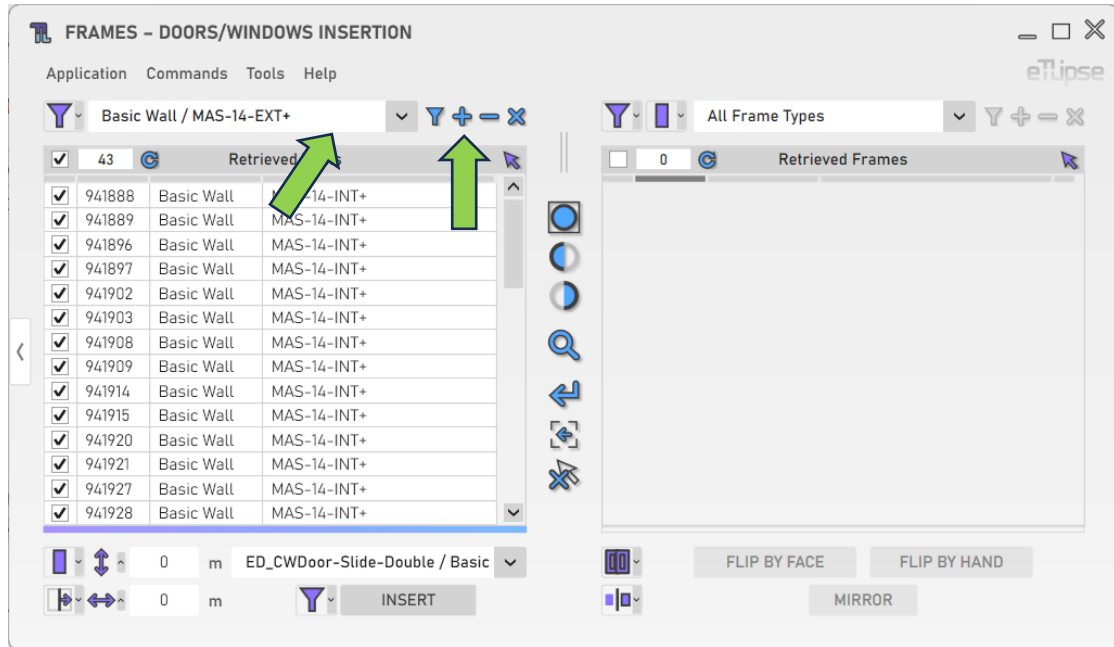 FRAMES – DOORS/WINDOWS INSERTION
Application Commands Tools Help
eTLipse
Basic Wall / MAS-14-EXT+
All Frame Types
43
Retrieved
0
Retrieved Frames
941888 Basic Wall -14-INT+
941889 Basic Wall MAS-14-INT+
941896 Basic Wall MAS-14-INT+
941897 Basic Wall MAS-14-INT+
941902 Basic Wall MAS-14-INT+
941903 Basic Wall MAS-14-INT+
941908 Basic Wall MAS-14-INT+
941909 Basic Wall MAS-14-INT+
941914 Basic Wall MAS-14-INT+
941915 Basic Wall MAS-14-INT+
941920 Basic Wall MAS-14-INT+
941921 Basic Wall MAS-14-INT+
941927 Basic Wall MAS-14-INT+
941928 Basic Wall MAS-14-INT+
0 m ED_CWDoor-Slide-Double / Basic
0 m INSERT
FLIP BY FACE FLIP BY HAND
MIRROR